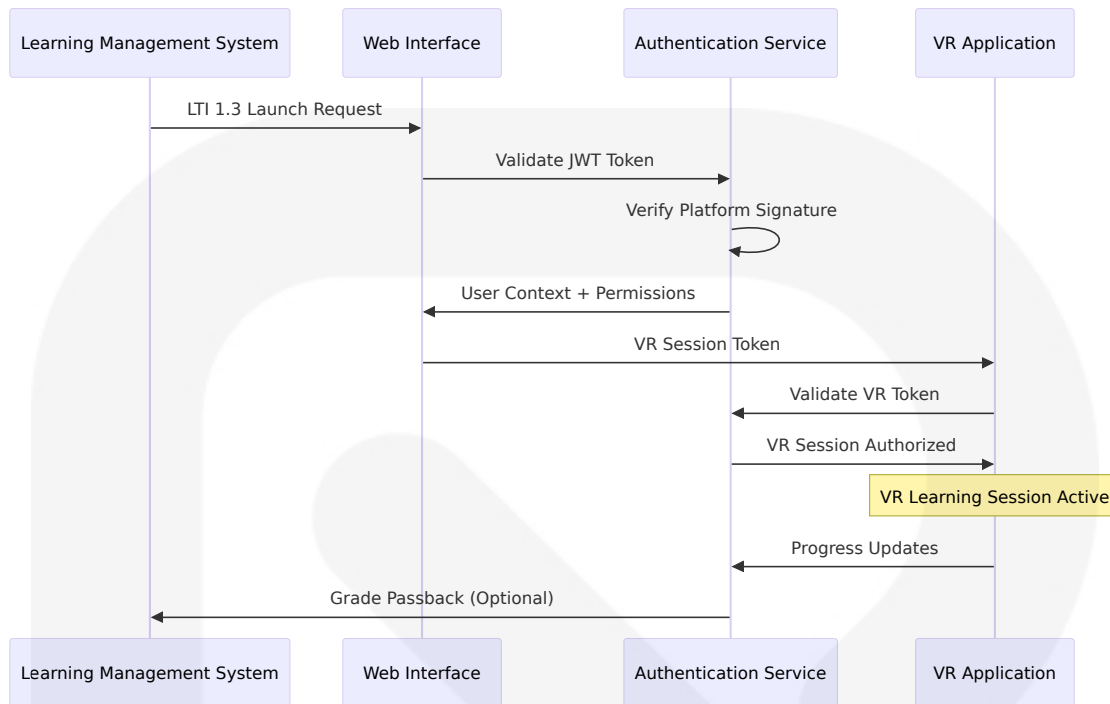 Learning Management System
Web Interface
Authentication Service
VR Application
LTI 1.3 Launch Request
Validate JWT Token
Verify Platform Signature
User Context + Permissions
VR Session Token
Validate VR Token
VR Session Authorized
VR Learning Session Active
Progress Updates
Grade Passback (Optional)
Learning Management System
Web Interface
Authentication Service
VR Application